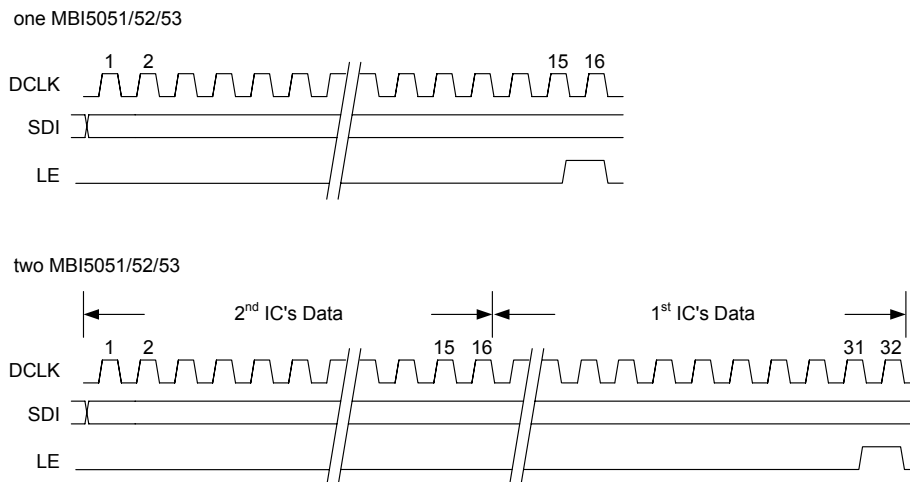 one MBI5051/52/53
1 2 15 16
DCLK
SDI
LE
two MBI5051/52/53
2nd IC's Data 1st IC's Data
1 2 15 16 31 32
DCLK
SDI
LE